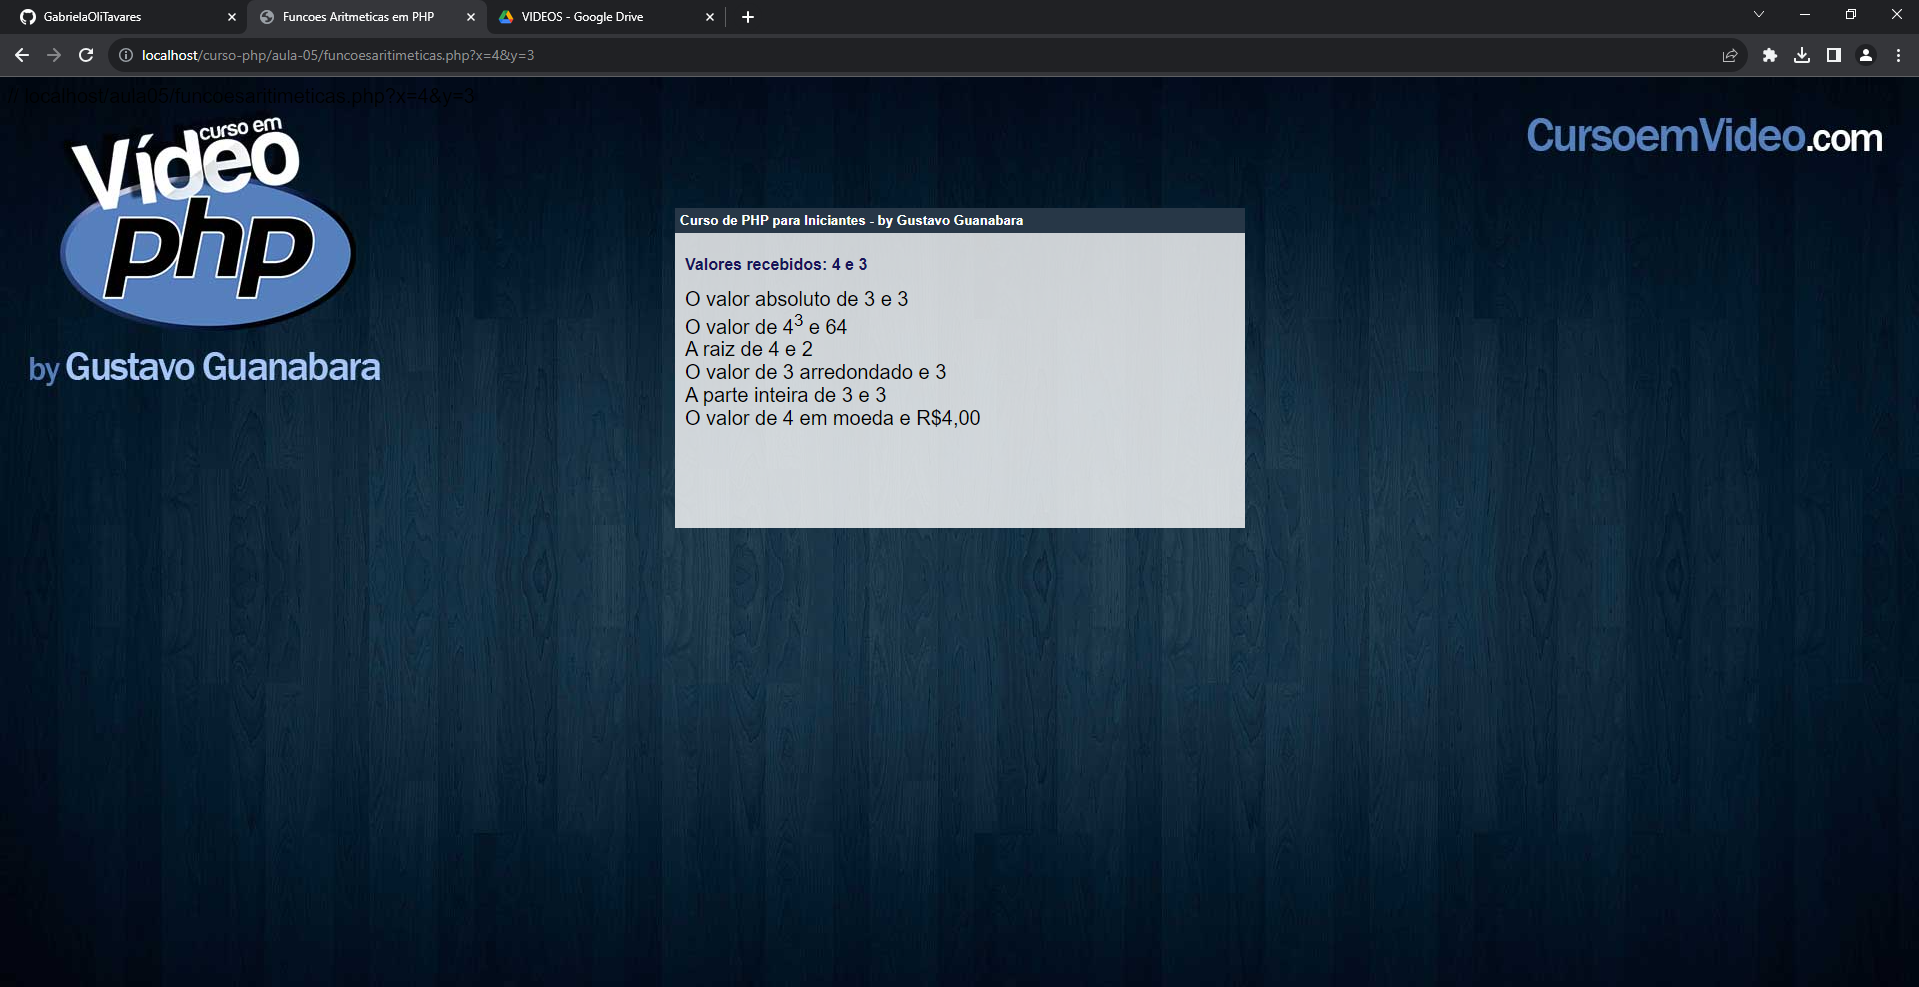 GabrielaOliTavares
Funcoes Aritmeticas em PHP
VIDEOS - Google Drive
localhost/curso-php/aula-05/funcoesaritimeticas.php?x=4&y=3
// localhost/aula05/funcoesaritimeticas.php?x=4&y=3
curso em
Vídeo
php
by Gustavo Guanabara
CursoemVideo.com
Curso de PHP para Iniciantes - by Gustavo Guanabara
Valores recebidos: 4 e 3
O valor absoluto de 3 e 3
O valor de 4³ e 64
A raiz de 4 e 2
O valor de 3 arredondado e 3
A parte inteira de 3 e 3
O valor de 4 em moeda e R$4,00